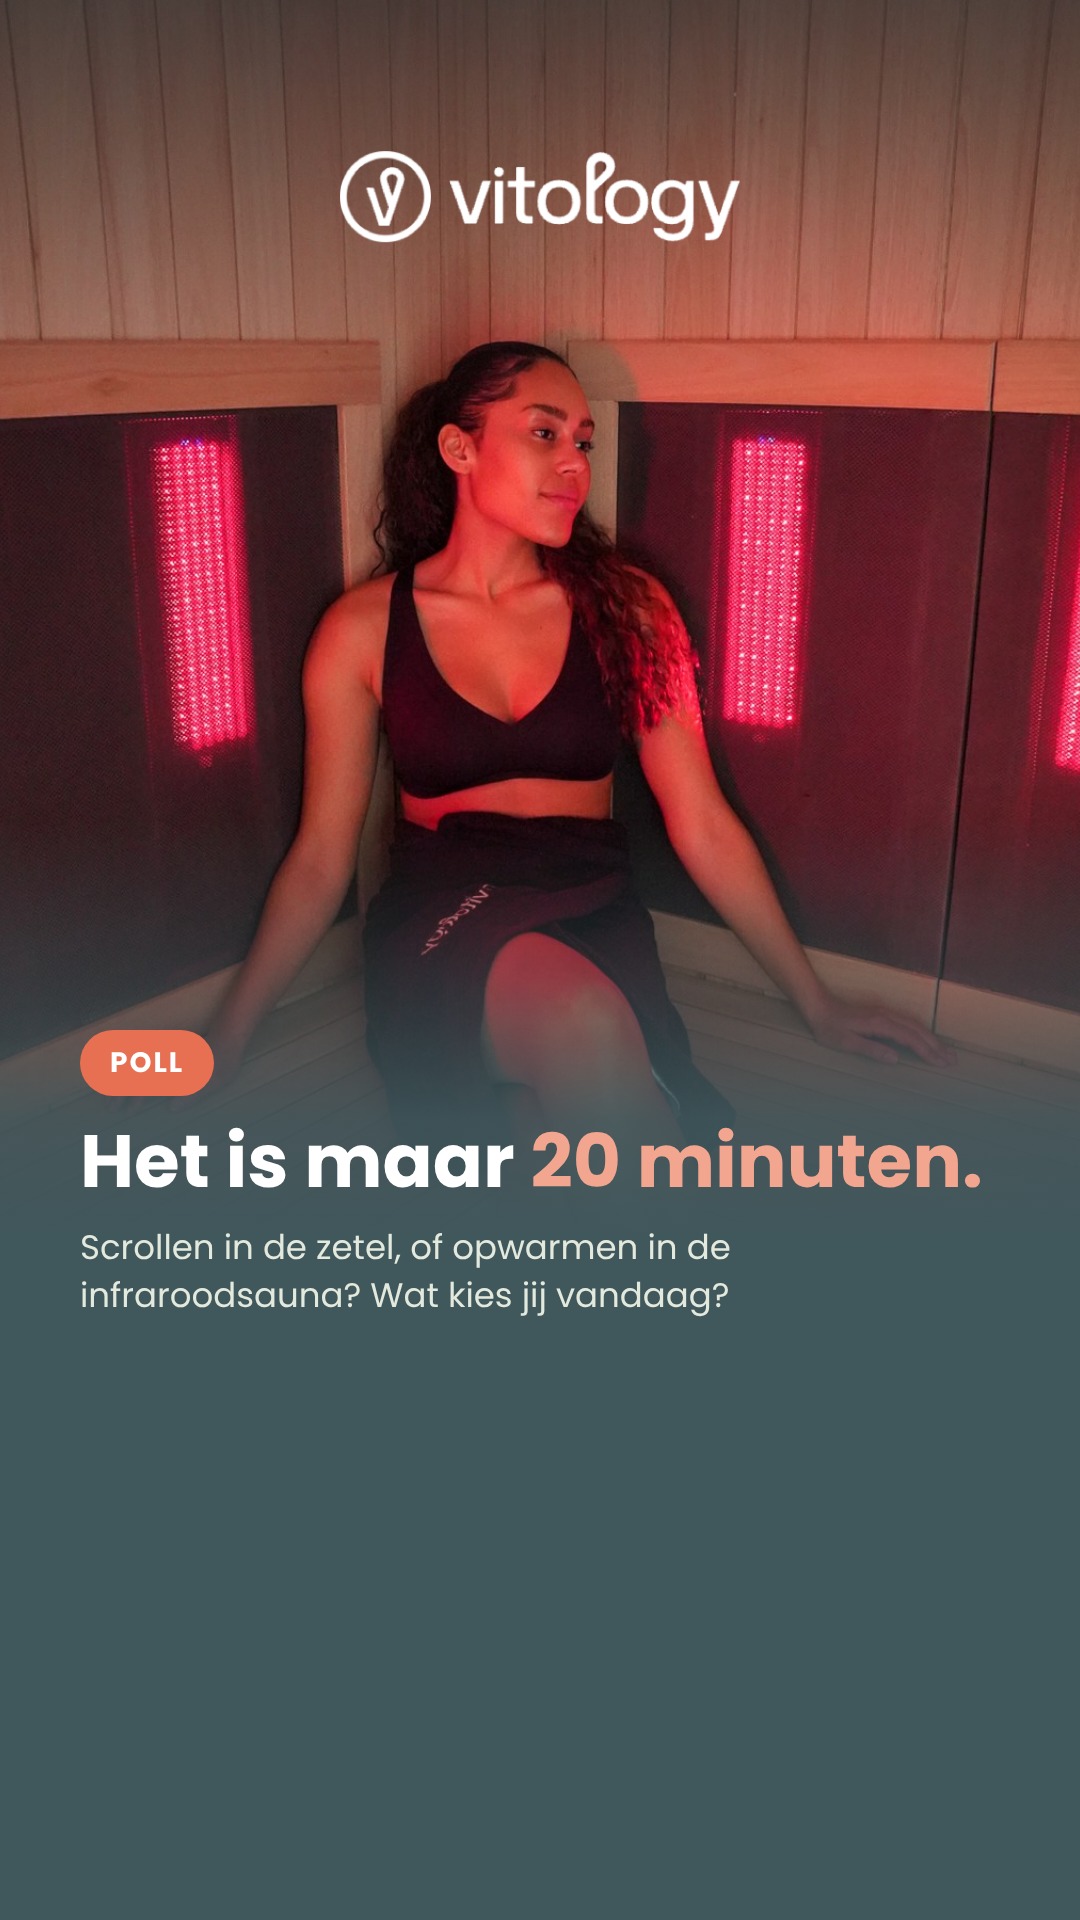 vitology
vitology
POLL
Het is maar 20 minuten.
Scrollen in de zetel, of opwarmen in de
infraroodsauna? Wat kies jij vandaag?